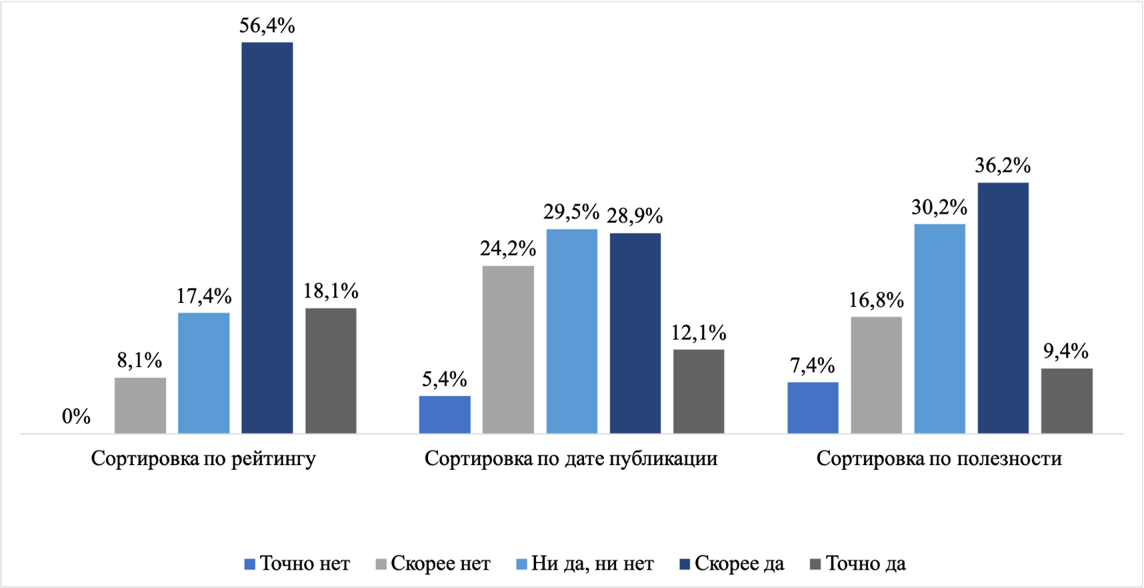 56,4%
36,2%
29,5%
28,9%
30,2%
24,2%
17,4%
18,1%
16,8%
12,1%
8,1%
9,4%
7,4%
5,4%
0%
Сортировка по рейтингу
Сортировка по дате публикации
Сортировка по полезности
Точно нет
Скорее нет
Ни да, ни нет
Скорее да
Точно да